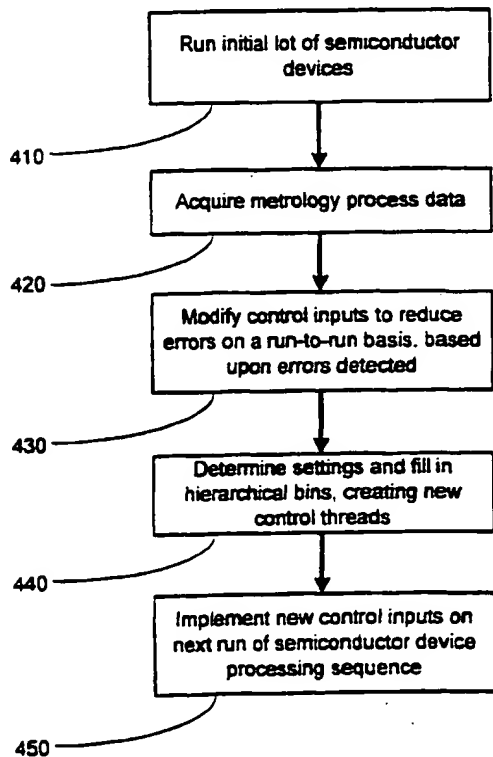 Run initial lot of semiconductor
devices
410
Acquire metrology process data
420
Modify control inputs to reduce
errors on a run-to-run basis, based
upon errors detected
430
Determine settings and fill in
hierarchical bins, creating new
control threads
440
Implement new control inputs on
next run of semiconductor device
processing sequence
450